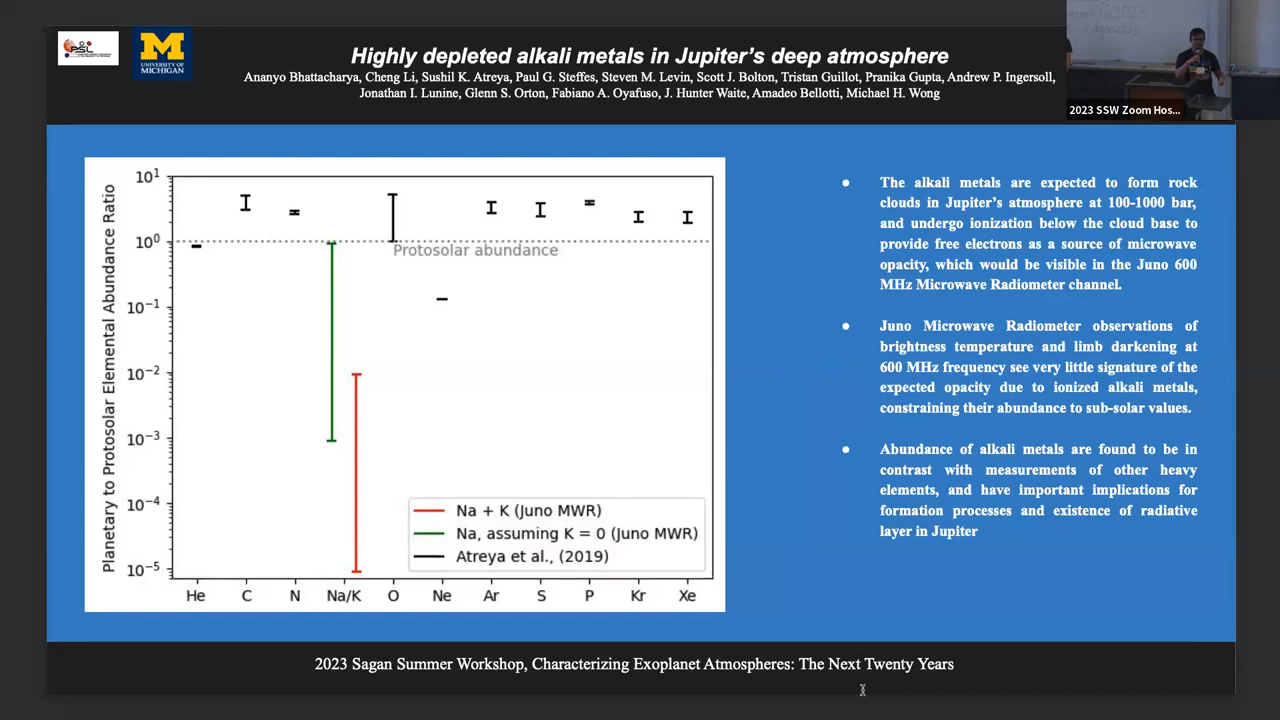 PSL
M
UNIVERSITY OF
MICHIGAN
Highly depleted alkali metals in Jupiter's deep atmosphere
Ananyo Bhattacharya, Cheng Li, Sushil K. Atreya, Paul G. Steffes, Steven M. Levin, Scott J. Bolton, Tristan Guillot, Pranika Gupta, Andrew P. Ingersoll,
Jonathan I. Lunine, Glenn S. Orton, Fabiano A. Oyafuso, J. Hunter Waite, Amadeo Bellotti, Michael H. Wong
2023 SSW Zoom Hos...
Planetary to Protosolar Elemental Abundance Ratio
10¹
10⁰
10⁻¹
10⁻²
10⁻³
10⁻⁴
10⁻⁵
Protosolar abundance
Na + K (Juno MWR)
Na, assuming K = 0 (Juno MWR)
Atreya et al., (2019)
He C N Na/K O Ne Ar S P Kr Xe
● The alkali metals are expected to form rock
clouds in Jupiter's atmosphere at 100-1000 bar,
and undergo ionization below the cloud base to
provide free electrons as a source of microwave
opacity, which would be visible in the Juno 600
MHz Microwave Radiometer channel.
● Juno Microwave Radiometer observations of
brightness temperature and limb darkening at
600 MHz frequency see very little signature of the
expected opacity due to ionized alkali metals,
constraining their abundance to sub-solar values.
● Abundance of alkali metals are found to be in
contrast with measurements of other heavy
elements, and have important implications for
formation processes and existence of radiative
layer in Jupiter
2023 Sagan Summer Workshop, Characterizing Exoplanet Atmospheres: The Next Twenty Years